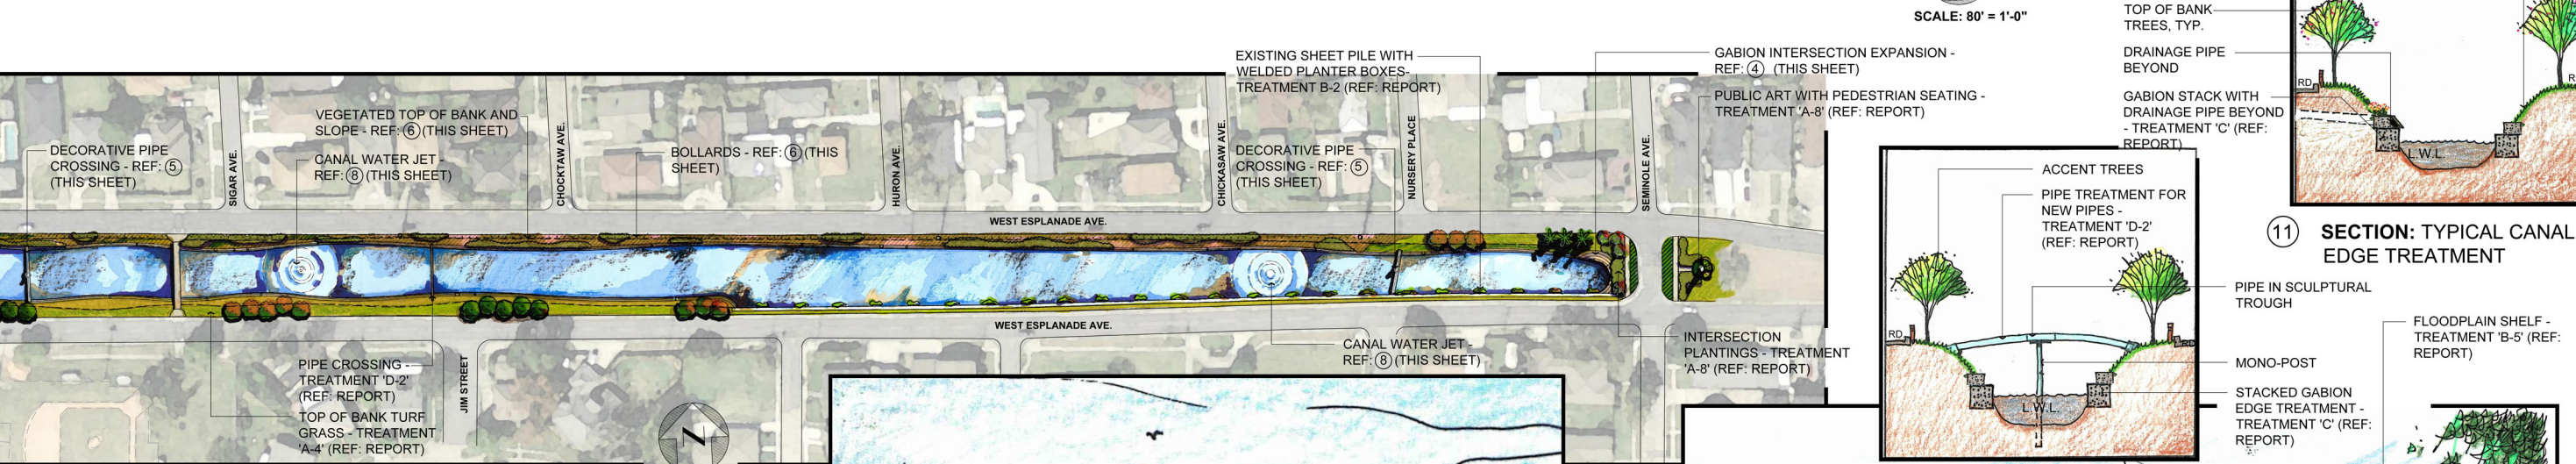 SCALE: 80' = 1'-0"
EXISTING SHEET PILE WITH
WELDED PLANTER BOXES-
TREATMENT B-2 (REF: REPORT)
GABION INTERSECTION EXPANSION -
REF: 4 (THIS SHEET)
PUBLIC ART WITH PEDESTRIAN SEATING -
TREATMENT 'A-8' (REF: REPORT)
VEGETATED TOP OF BANK AND
SLOPE - REF: 6 (THIS SHEET)
CANAL WATER JET -
REF: 8 (THIS SHEET)
DECORATIVE PIPE
CROSSING - REF: 5
(THIS SHEET)
BOLLARDS - REF: 6 (THIS
SHEET)
DECORATIVE PIPE
CROSSING - REF: 5
(THIS SHEET)
SIGAR AVE.
CHOCKTAW AVE.
HURON AVE.
CHICKASAW AVE.
NURSERY PLACE
SEMINOLE AVE.
WEST ESPLANADE AVE.
WEST ESPLANADE AVE.
PIPE CROSSING -
TREATMENT 'D-2'
(REF: REPORT)
TOP OF BANK TURF
GRASS - TREATMENT
'A-4' (REF: REPORT)
JIM STREET
N
CANAL WATER JET -
REF: 8 (THIS SHEET)
INTERSECTION
PLANTINGS - TREATMENT
'A-8' (REF: REPORT)
TOP OF BANK
TREES, TYP.
DRAINAGE PIPE
BEYOND
GABION STACK WITH
DRAINAGE PIPE BEYOND
- TREATMENT 'C' (REF:
REPORT)
RD
R
L.W.L.
11 SECTION: TYPICAL CANAL
EDGE TREATMENT
ACCENT TREES
PIPE TREATMENT FOR
NEW PIPES -
TREATMENT 'D-2'
(REF: REPORT)
PIPE IN SCULPTURAL
TROUGH
RD
RD
MONO-POST
STACKED GABION
EDGE TREATMENT -
TREATMENT 'C' (REF:
REPORT)
L.W.L.
FLOODPLAIN SHELF -
TREATMENT 'B-5' (REF:
REPORT)